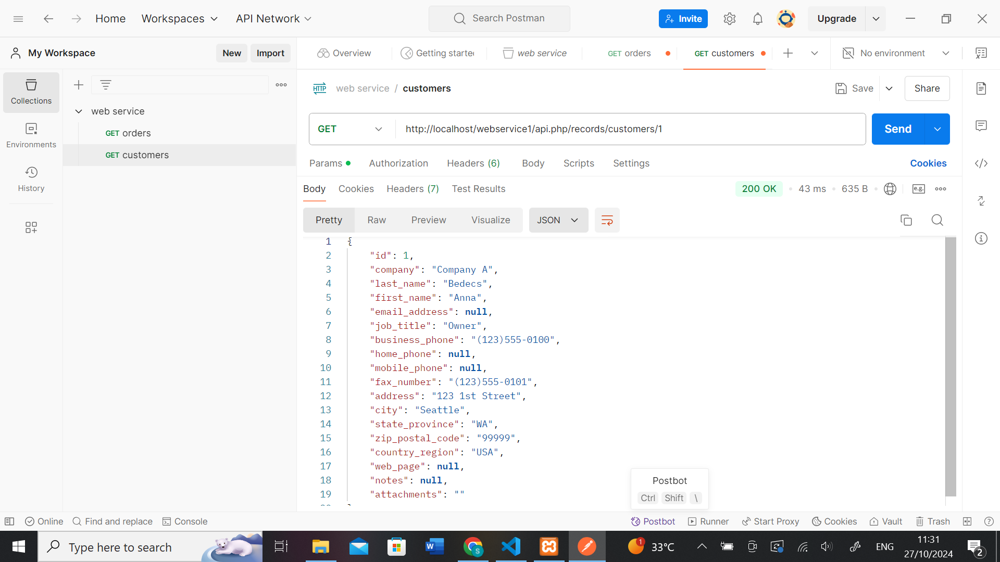 Home Workspaces API Network Search Postman Invite Upgrade
My Workspace New Import Overview Getting started web service GET orders GET customers No environment
Collections
Environments
History
web service
GET orders
GET customers
HTTP web service / customers Save Share
GET http://localhost/webservice1/api.php/records/customers/1 Send
Params Authorization Headers (6) Body Scripts Settings Cookies
Body Cookies Headers (7) Test Results 200 OK 43 ms 635 B e.g.
Pretty Raw Preview Visualize JSON
1 {
2 "id": 1,
3 "company": "Company A",
4 "last_name": "Bedecs",
5 "first_name": "Anna",
6 "email_address": null,
7 "job_title": "Owner",
8 "business_phone": "(123)555-0100",
9 "home_phone": null,
10 "mobile_phone": null,
11 "fax_number": "(123)555-0101",
12 "address": "123 1st Street",
13 "city": "Seattle",
14 "state_province": "WA",
15 "zip_postal_code": "99999",
16 "country_region": "USA",
17 "web_page": null,
18 "notes": null,
19 "attachments": ""
20 }
Postbot
Ctrl Shift \
Online Find and replace Console Postbot Runner Start Proxy Cookies Vault Trash
Type here to search W S 1 33°C ENG 11:31
27/10/2024 2